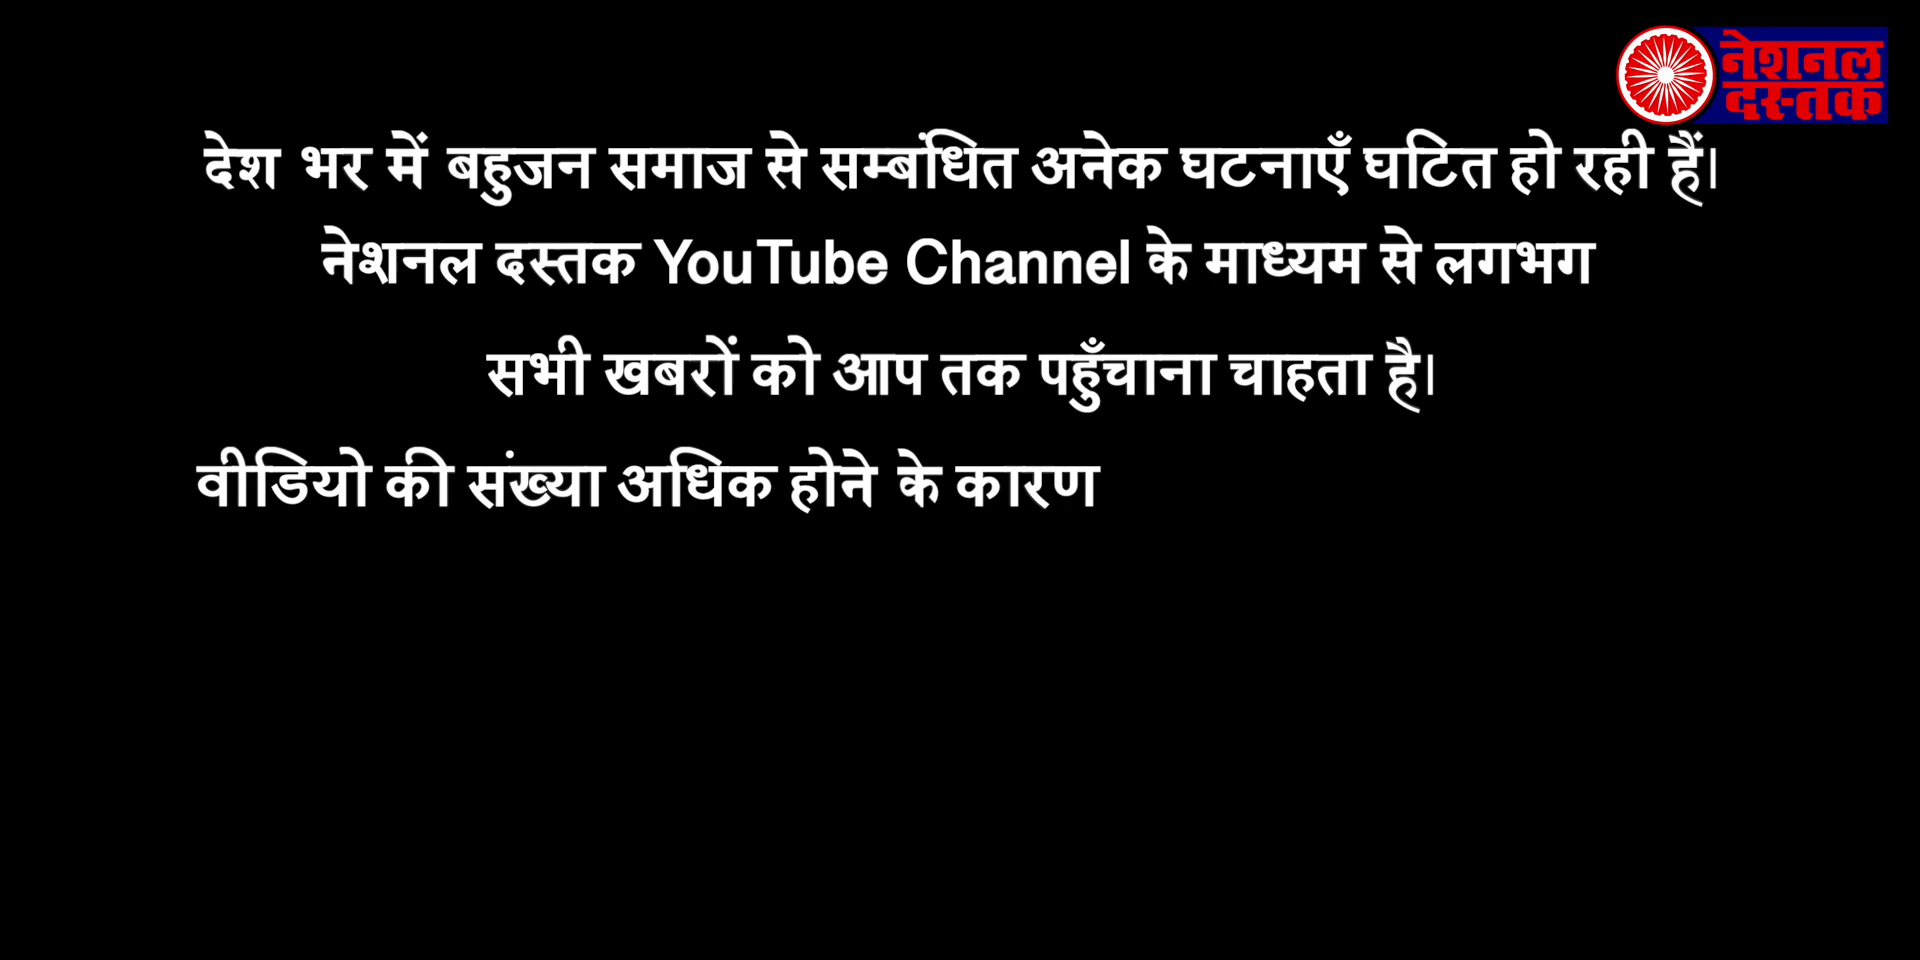 नेशनल
दस्तक
देश भर में बहुजन समाज से सम्बंधित अनेक घटनाएँ घटित हो रही हैं।
नेशनल दस्तक YouTube Channel के माध्यम से लगभग
सभी खबरों को आप तक पहुँचाना चाहता है।
वीडियो की संख्या अधिक होने के कारण